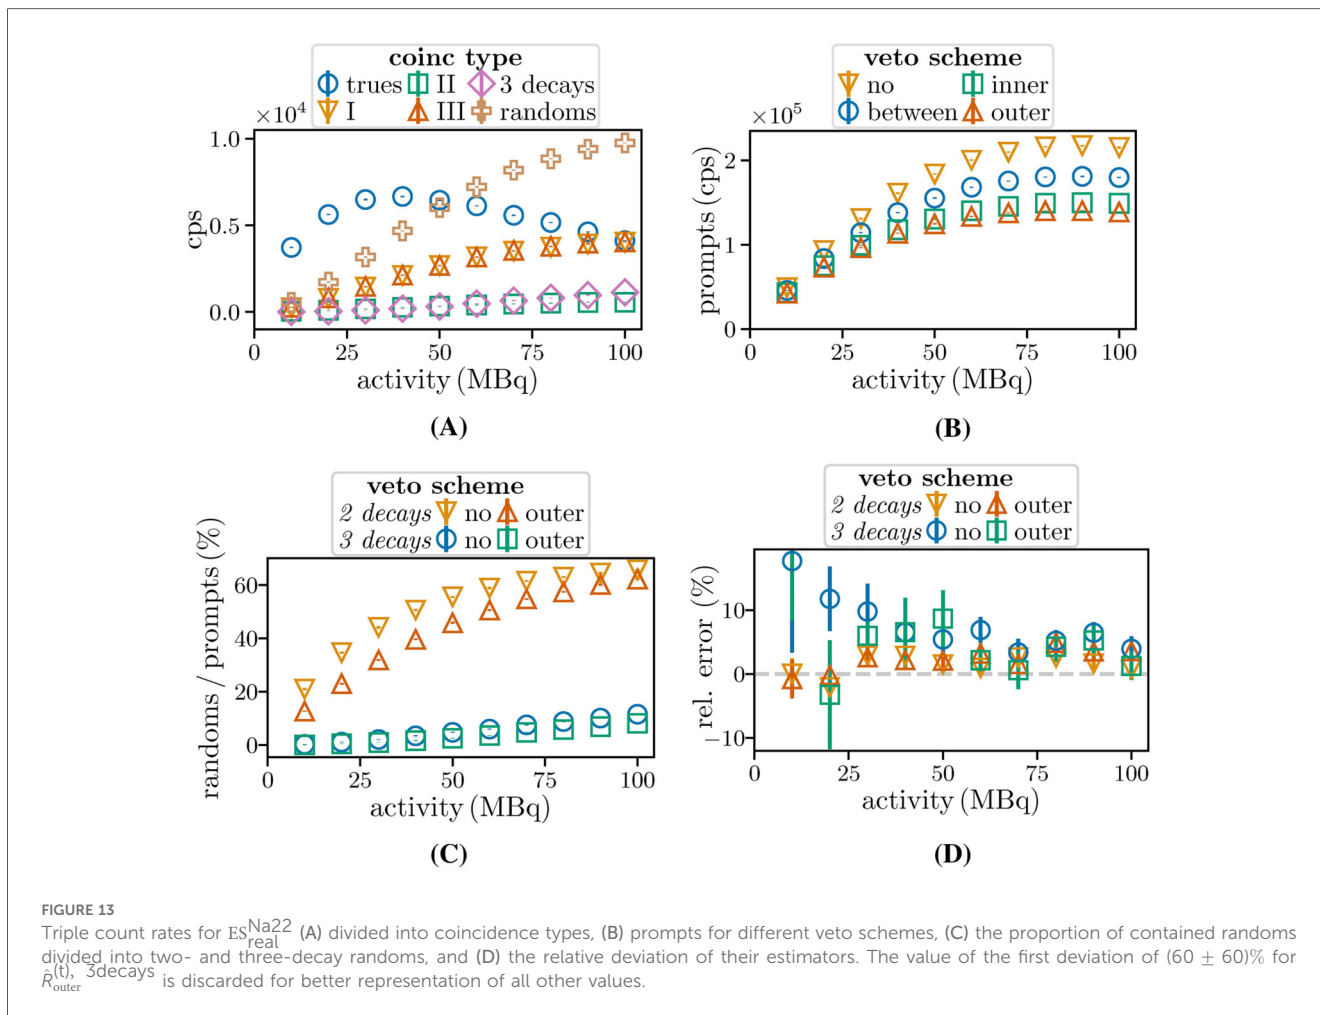 coinc type
trues II 3 decays
I III randoms
×10⁴
1.0
0.5
0.0
cps
0 25 50 75 100
activity (MBq)
(A)
veto scheme
no inner
between outer
×10⁵
2
1
0
prompts (cps)
0 25 50 75 100
activity (MBq)
(B)
veto scheme
2 decays no outer
3 decays no outer
60
40
20
0
randoms / prompts (%)
0 25 50 75 100
activity (MBq)
(C)
veto scheme
2 decays no outer
3 decays no outer
10
0
−10
rel. error (%)
0 25 50 75 100
activity (MBq)
(D)
FIGURE 13
Triple count rates for ES^Na22_real (A) divided into coincidence types, (B) prompts for different veto schemes, (C) the proportion of contained randoms
divided into two- and three-decay randoms, and (D) the relative deviation of their estimators. The value of the first deviation of (60 ± 60)% for
R̂^(t), 3decays_outer is discarded for better representation of all other values.